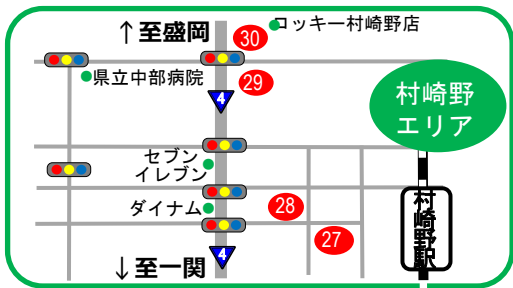 ↑至盛岡
コッキー村崎野店
30
県立中部病院
29
4
村崎野
エリア
セブン
イレブン
ダイナム
28
27
村崎野駅
↓至一関
4